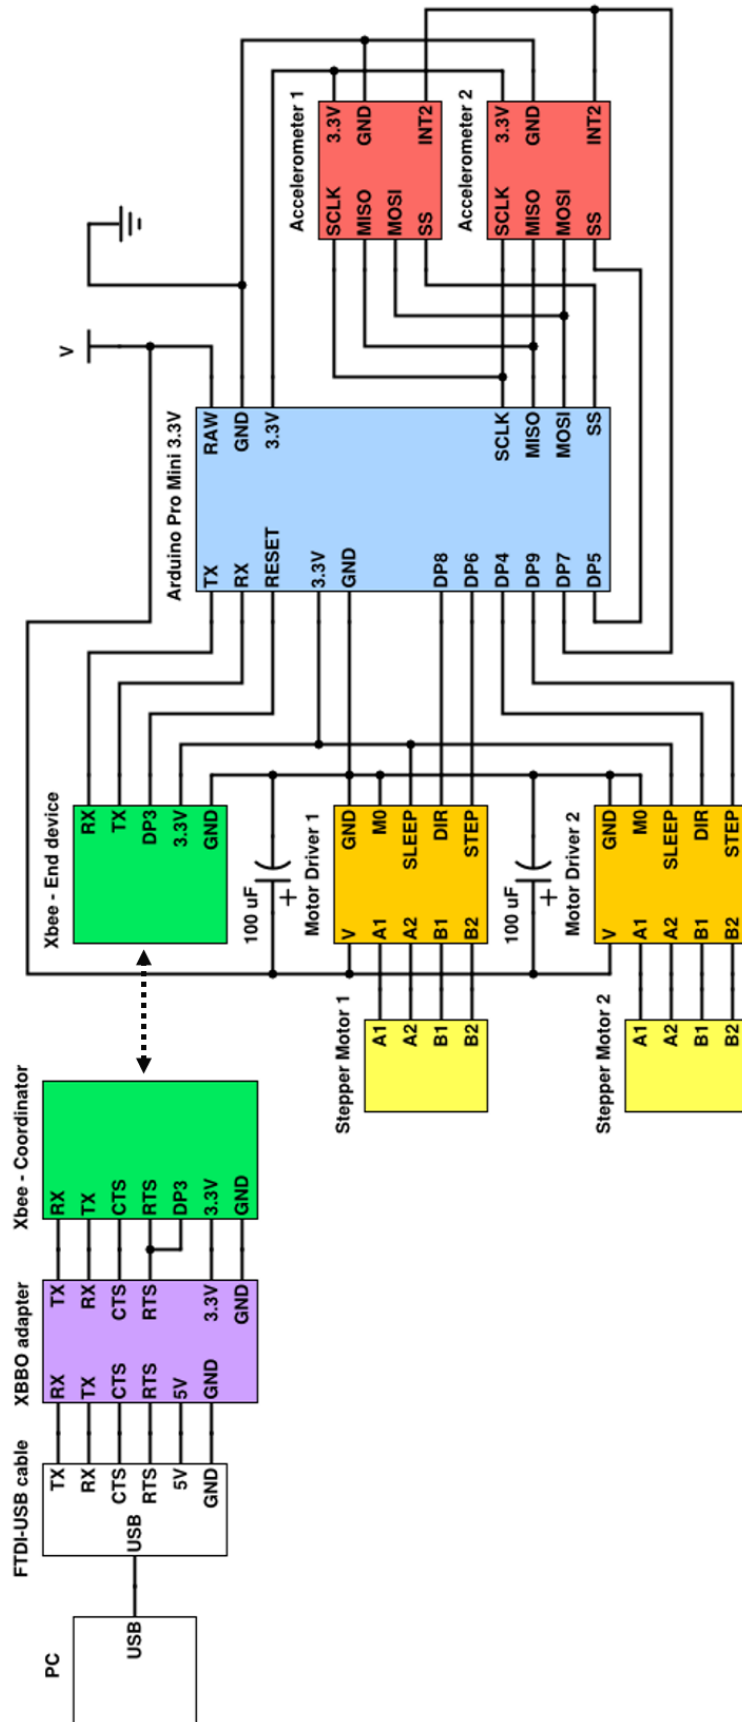 PC
USB
FTDI-USB cable
USB
TX
RX
CTS
RTS
5V
GND
XBBO adapter
RX
TX
CTS
RTS
5V
GND
TX
RX
CTS
RTS
3.3V
GND
Xbee - Coordinator
RX
TX
CTS
RTS
DP3
3.3V
GND
Xbee - End device
RX
TX
DP3
3.3V
GND
100 uF
+
Stepper Motor 1
A1
A2
B1
B2
Motor Driver 1
V
A1
A2
B1
B2
GND
M0
SLEEP
DIR
STEP
100 uF
+
Stepper Motor 2
A1
A2
B1
B2
Motor Driver 2
V
A1
A2
B1
B2
GND
M0
SLEEP
DIR
STEP
V
Arduino Pro Mini 3.3V
TX
RX
RESET
3.3V
GND
DP8
DP6
DP4
DP9
DP7
DP5
RAW
GND
3.3V
SCLK
MISO
MOSI
SS
Accelerometer 1
SCLK
MISO
MOSI
SS
3.3V
GND
INT2
Accelerometer 2
SCLK
MISO
MOSI
SS
3.3V
GND
INT2